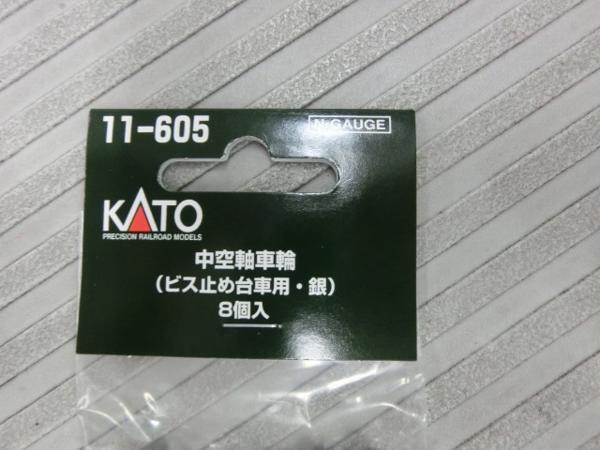 11-605
N-GAUGE
KATO
PRECISION RAILROAD MODELS
中空軸車輪
（ビス止め台車用・銀）
8個入